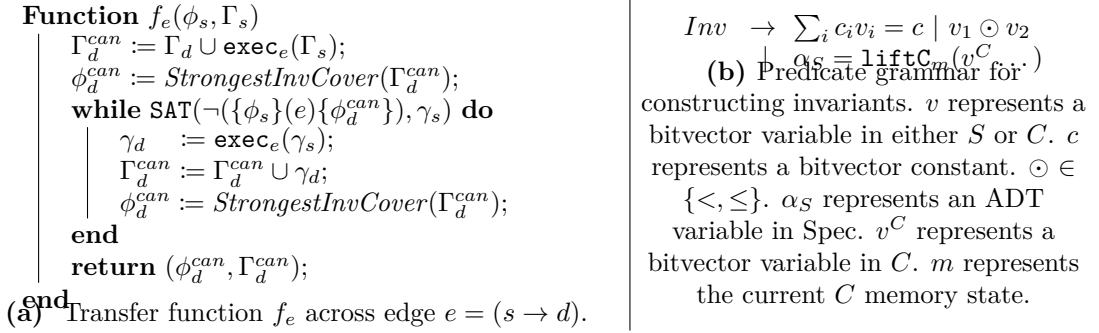 Function f_e(ϕ_s, Γ_s)
Γ_d^{can} ≔ Γ_d ∪ exec_e(Γ_s);
ϕ_d^{can} ≔ StrongestInvCover(Γ_d^{can});
while SAT(¬({ϕ_s}(e){ϕ_d^{can}}), γ_s) do
γ_d ≔ exec_e(γ_s);
Γ_d^{can} ≔ Γ_d^{can} ∪ γ_d;
ϕ_d^{can} ≔ StrongestInvCover(Γ_d^{can});
end
return (ϕ_d^{can}, Γ_d^{can});
end
(a) Transfer function f_e across edge e = (s → d).
Inv → ∑_i c_i v_i = c | v_1 ⊙ v_2
| α_S = liftC_m(v^C ...)
(b) Predicate grammar for
constructing invariants. v represents a
bitvector variable in either S or C. c
represents a bitvector constant. ⊙ ∈
{<, ≤}. α_S represents an ADT
variable in Spec. v^C represents a
bitvector variable in C. m represents
the current C memory state.